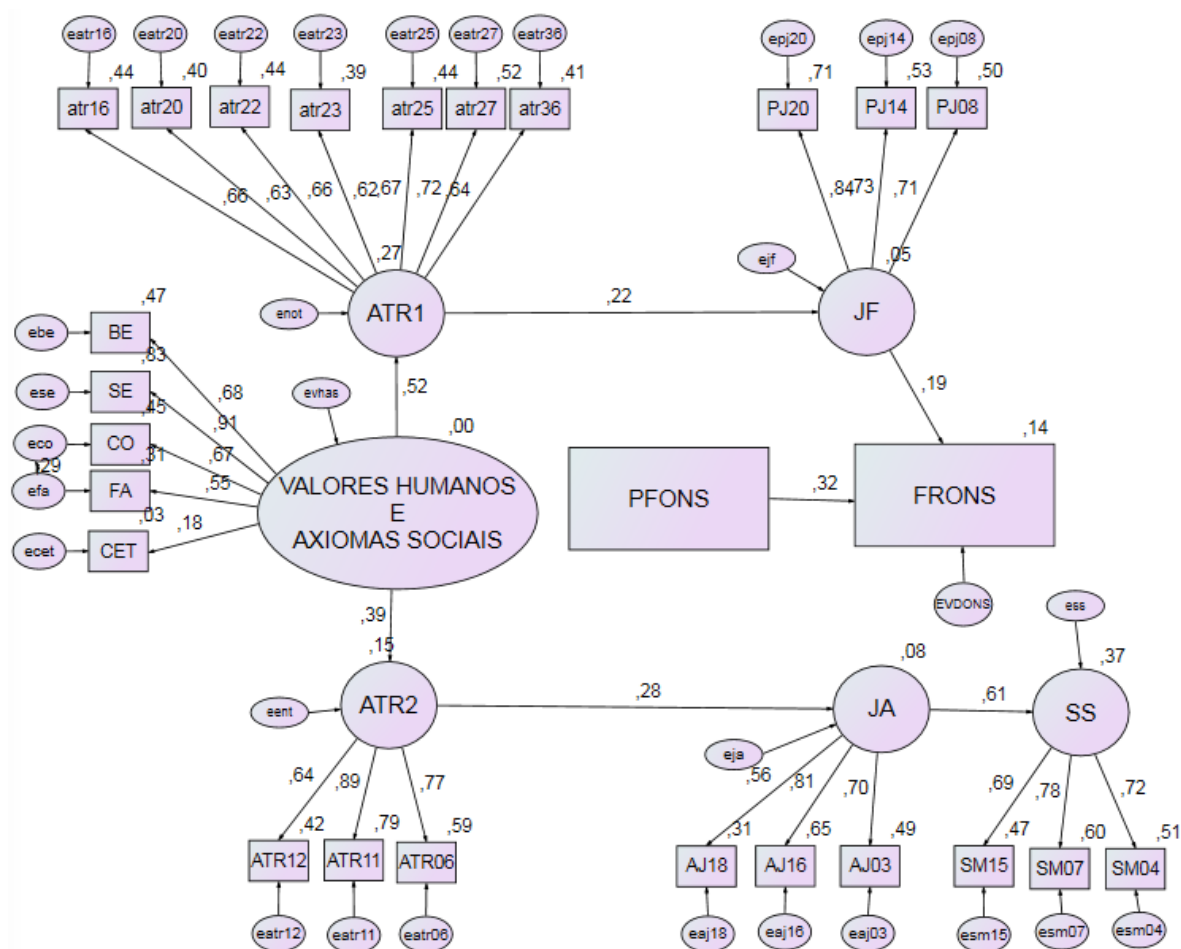 eatr16 eatr20 eatr22 eatr23 eatr25 eatr27 eatr36 epj20 epj14 epj08
,44 ,40 ,44 ,39 ,44 ,52 ,41 ,71 ,53 ,50
atr16 atr20 atr22 atr23 atr25 atr27 atr36 PJ20 PJ14 PJ08
,66 ,63 ,66 ,62 ,67 ,72 ,64 ,84 ,73 ,71
,27 ,05
ejf
enot ATR1 ,22 JF
,47
ebe BE
,83 ,68
ese SE
,45 ,91
eco CO
,29 ,31 ,67
efa FA
,03 ,55
ecet CET ,18
,52 evhas ,00 ,19 ,14
VALORES HUMANOS
E
AXIOMAS SOCIAIS
PFONS ,32 FRONS
EVDONS ess
,39
,15 ,08 ,37
eent ATR2 ,28 JA ,61 SS
eja
,64 ,89 ,77 ,56 ,81 ,70 ,69 ,78 ,72
,42 ,79 ,59 ,31 ,65 ,49 ,47 ,60 ,51
ATR12 ATR11 ATR06 AJ18 AJ16 AJ03 SM15 SM07 SM04
eatr12 eatr11 eatr06 eaj18 eaj16 eaj03 esm15 esm07 esm04